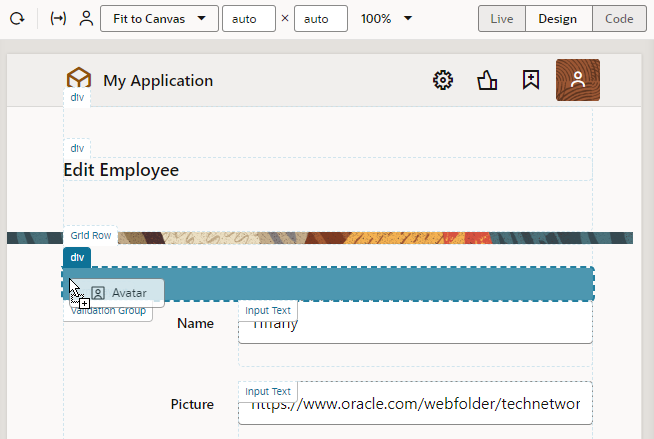 Fit to Canvas auto × auto 100% Live Design Code
My Application
div
div
Edit Employee
Grid Row
div
Avatar
Validation Group
Input Text
Name Tiffany
Input Text
Picture https://www.oracle.com/webfolder/technetwor